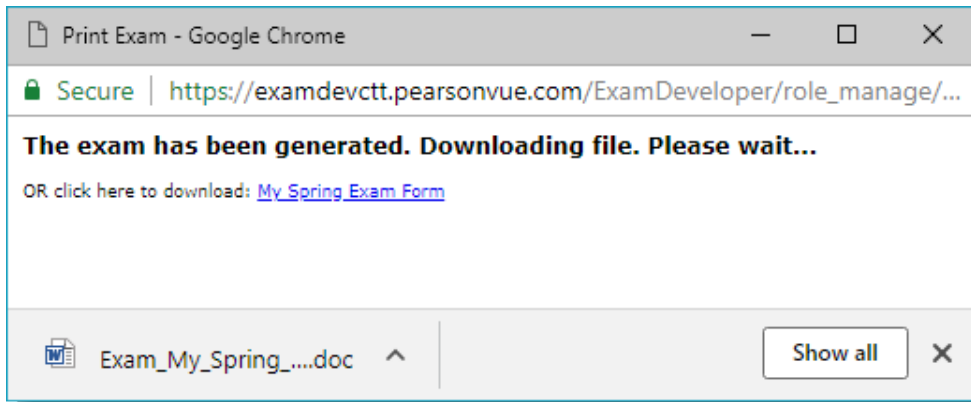 Print Exam - Google Chrome
Secure | https://examdevctt.pearsonvue.com/ExamDeveloper/role_manage/...
The exam has been generated. Downloading file. Please wait...
OR click here to download: My Spring Exam Form
Exam_My_Spring_....doc
Show all